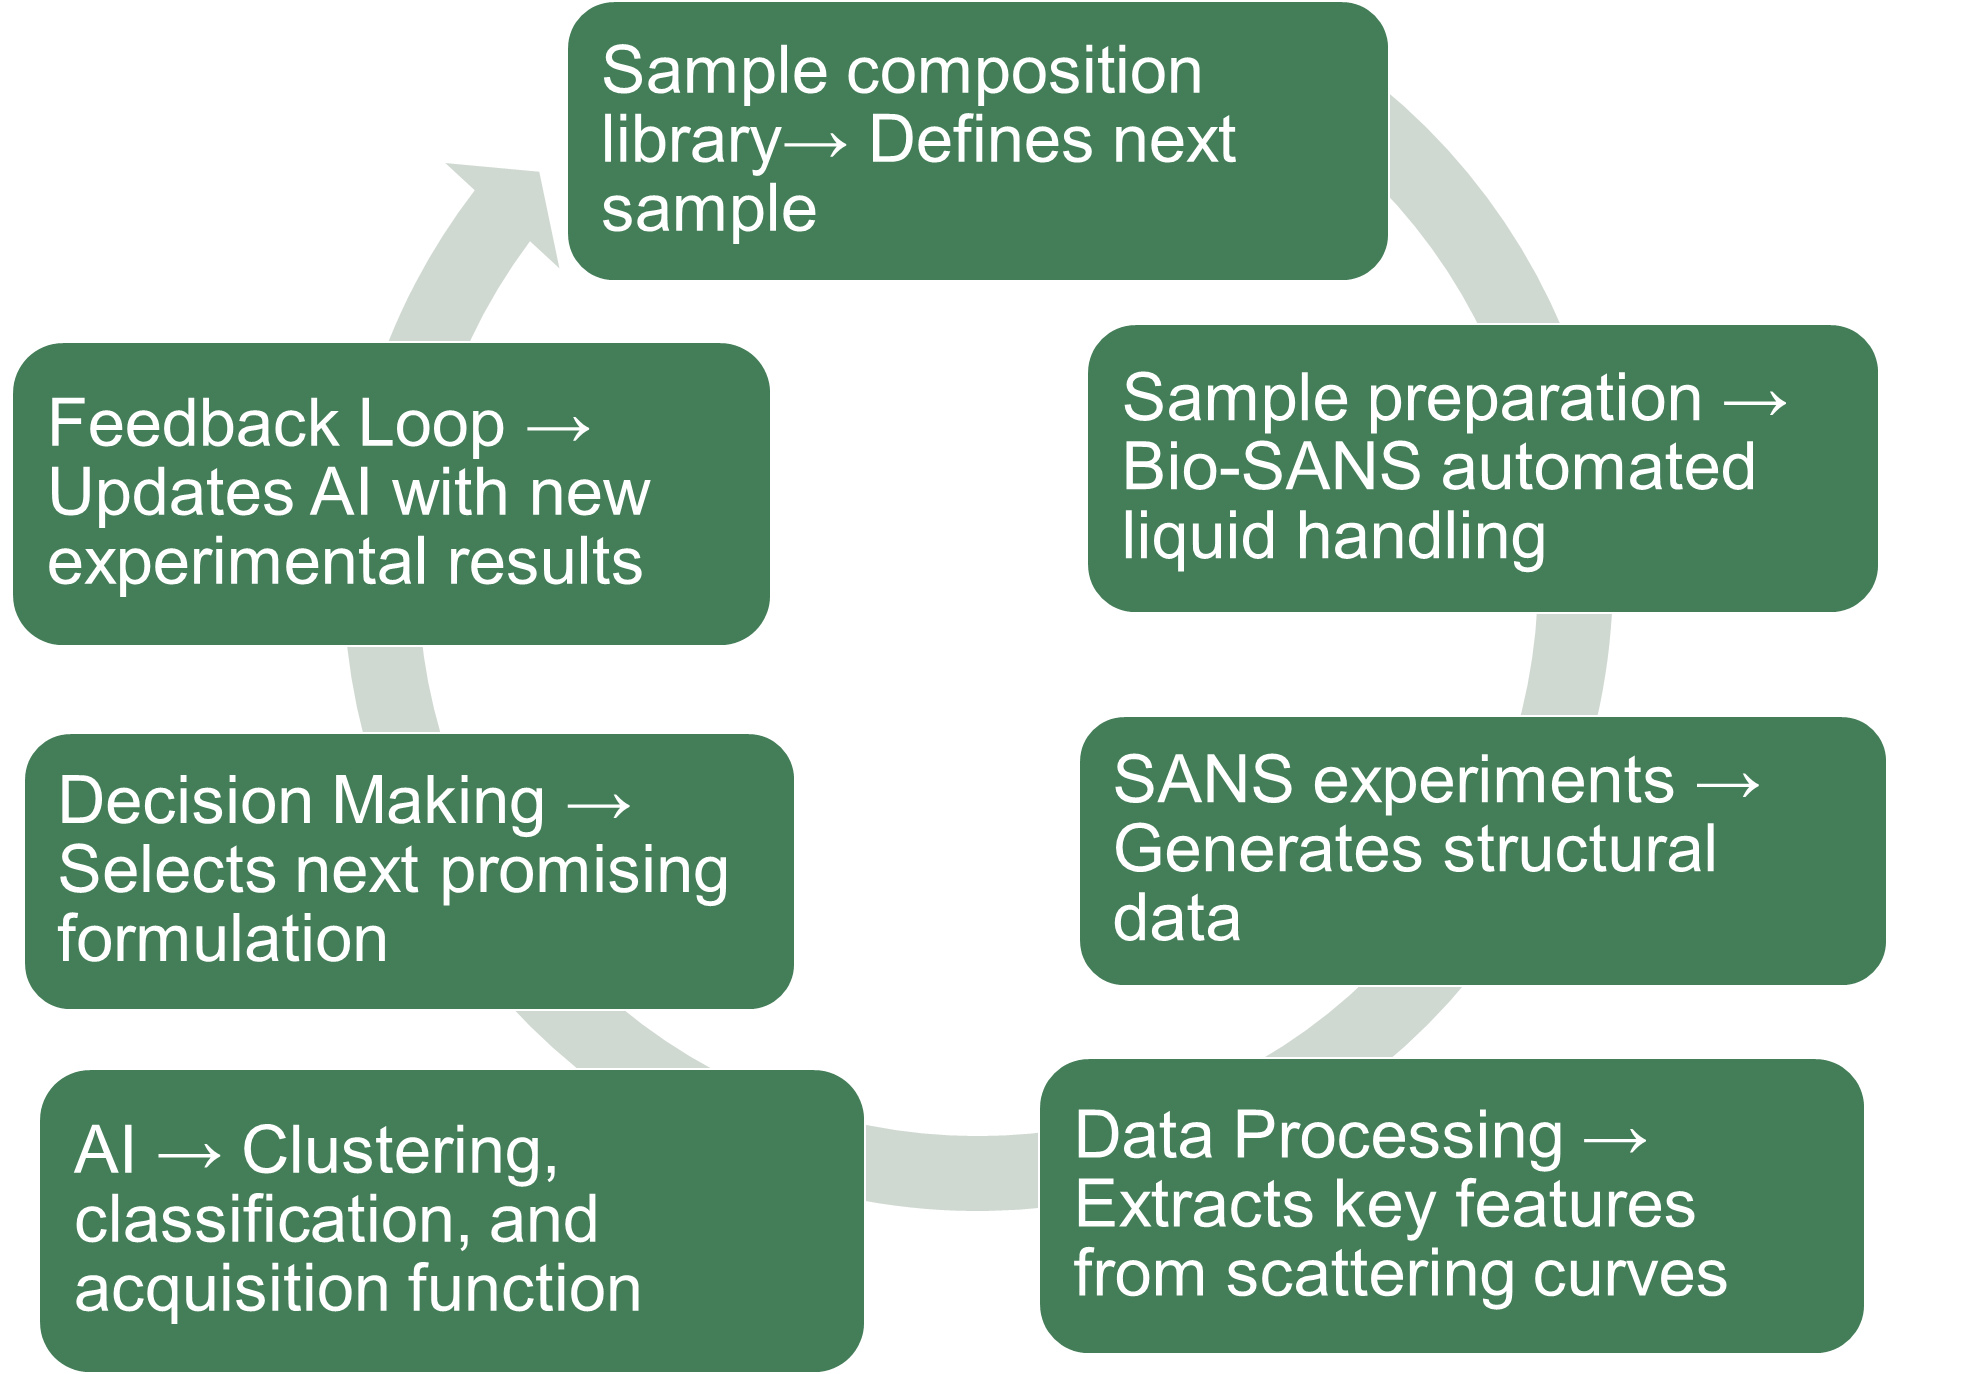 Sample composition
library→ Defines next
sample
Sample preparation →
Bio-SANS automated
liquid handling
SANS experiments →
Generates structural
data
Data Processing →
Extracts key features
from scattering curves
AI → Clustering,
classification, and
acquisition function
Decision Making →
Selects next promising
formulation
Feedback Loop →
Updates AI with new
experimental results